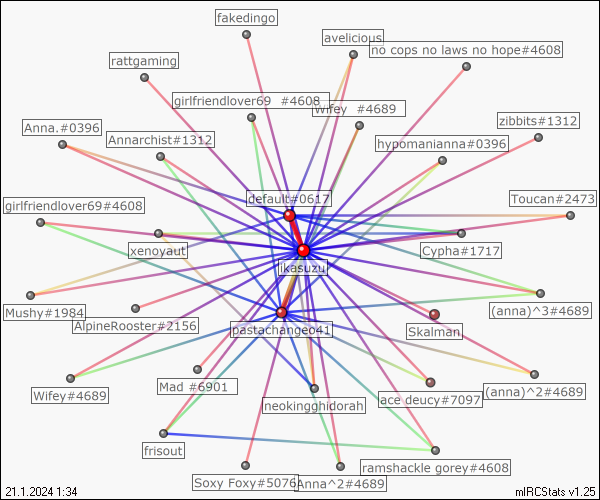 fakedingo
avelicious
no cops no laws no hope#4608
rattgaming
girlfriendlover69 #4608
Wifey #4689
Anna.#0396
Annarchist#1312
zibbits#1312
hypomanianna#0396
default#0617
Toucan#2473
girlfriendlover69#4608
xenoyaut
Cypha#1717
ikasuzu
Mushy#1984
AlpineRooster#2156
pastachangeo41
Skalman
(anna)^3#4689
Wifey#4689
Mad #6901
neokingghidorah
ace deucy#7097
(anna)^2#4689
frisout
Soxy Foxy#5076
Anna^2#4689
ramshackle gorey#4608
21.1.2024 1:34
mIRCStats v1.25